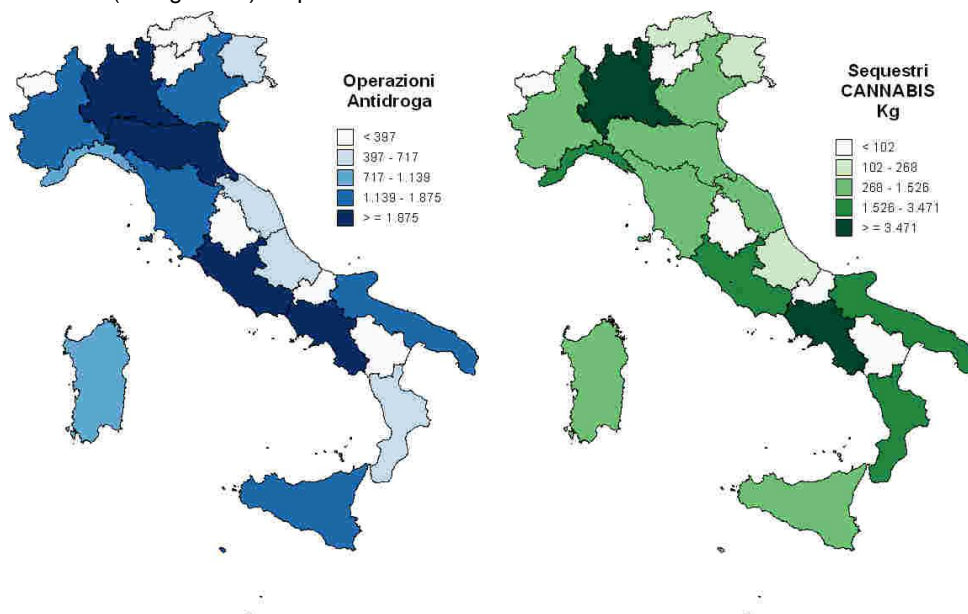 Operazioni
Antidroga
< 397
397 - 717
717 - 1.139
1.139 - 1.875
> = 1.875
Sequestri
CANNABIS
Kg
< 102
102 - 268
268 - 1.526
1.526 - 3.471
> = 3.471